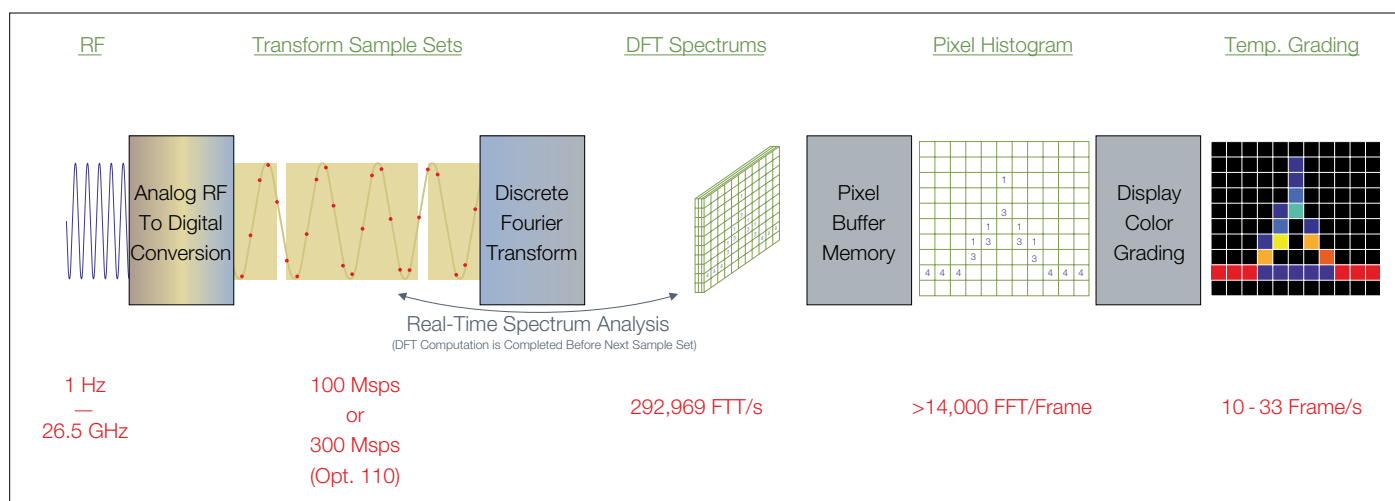 RF
Transform Sample Sets
DFT Spectrums
Pixel Histogram
Temp. Grading
Analog RF
To Digital
Conversion
Discrete
Fourier
Transform
Pixel
Buffer
Memory
1
3
1 1
1 3 3 1
3 3
4 4 4 4 4 4
Display
Color
Grading
Real-Time Spectrum Analysis
(DFT Computation is Completed Before Next Sample Set)
1 Hz
—
26.5 GHz
100 Msps
or
300 Msps
(Opt. 110)
292,969 FTT/s
>14,000 FFT/Frame
10 - 33 Frame/s